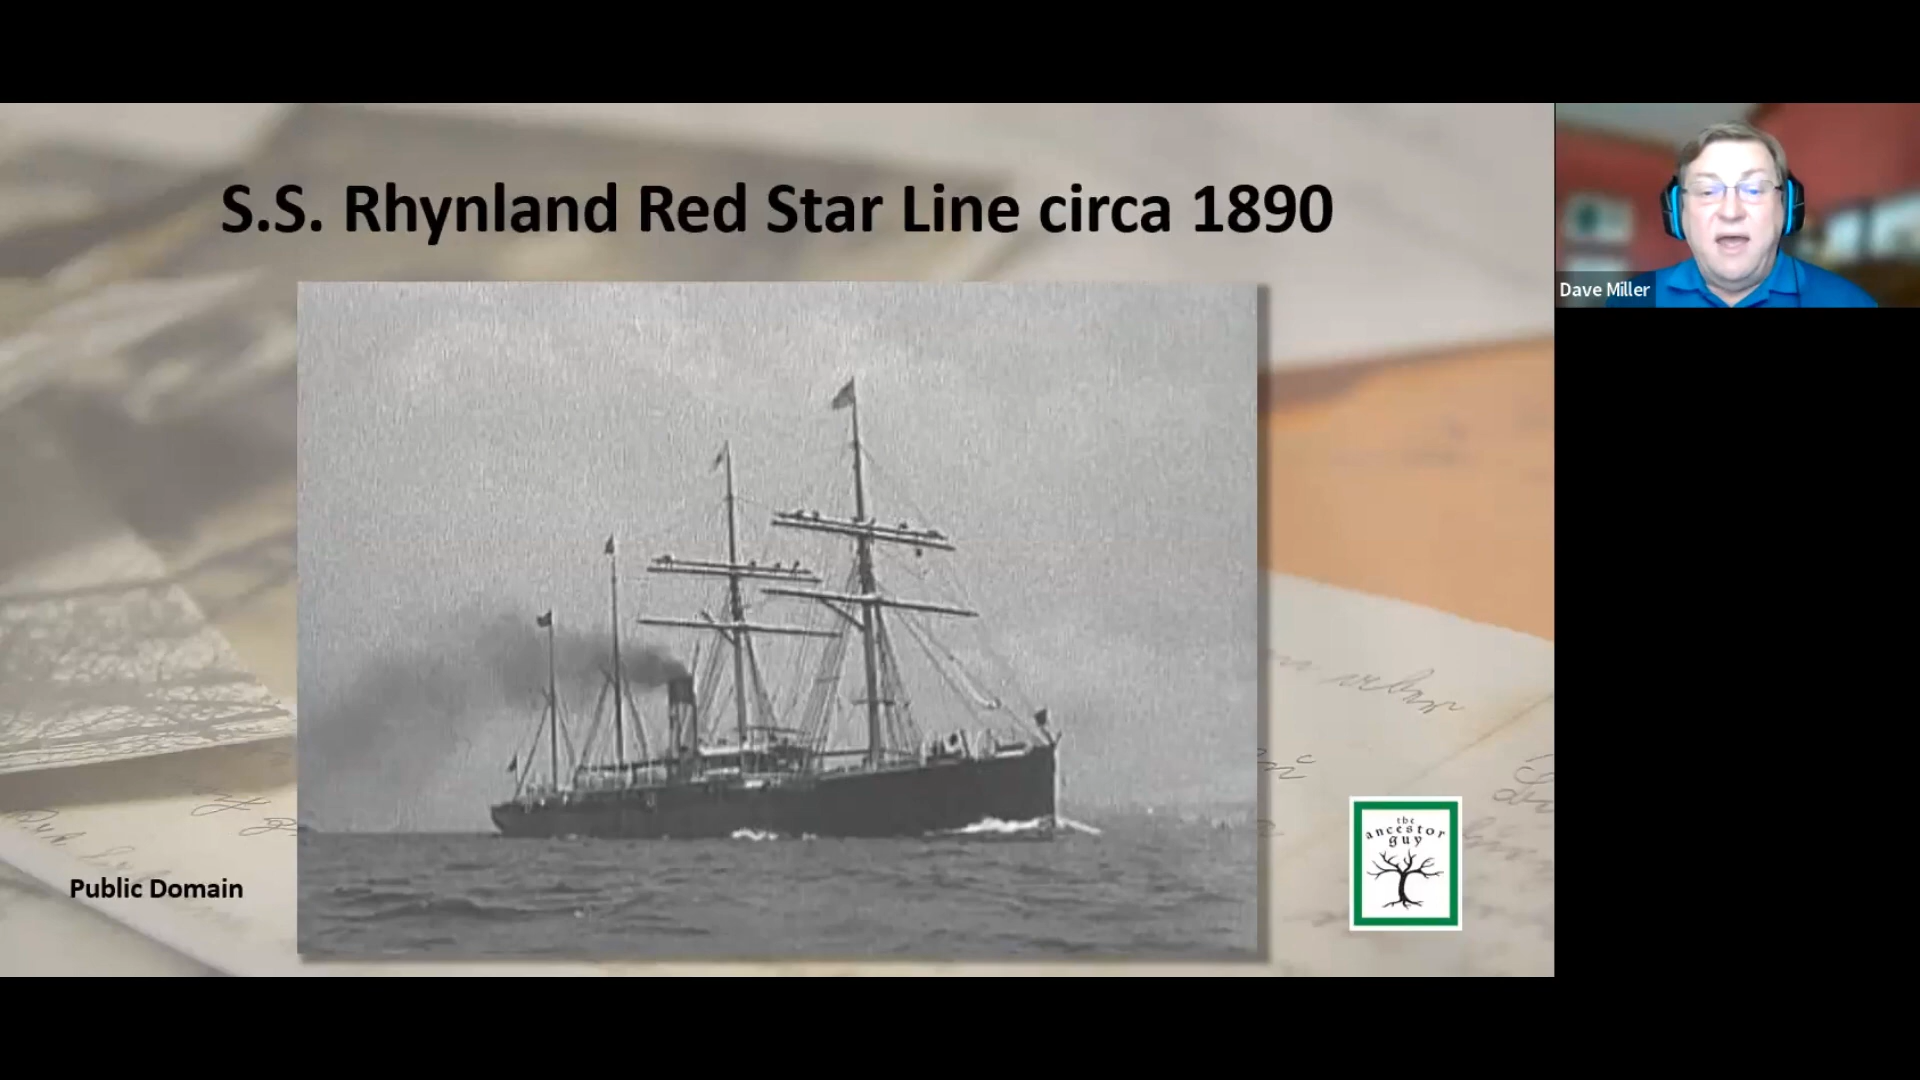 S.S. Rhynland Red Star Line circa 1890
Dave Miller
Public Domain
the
ancestor
guy